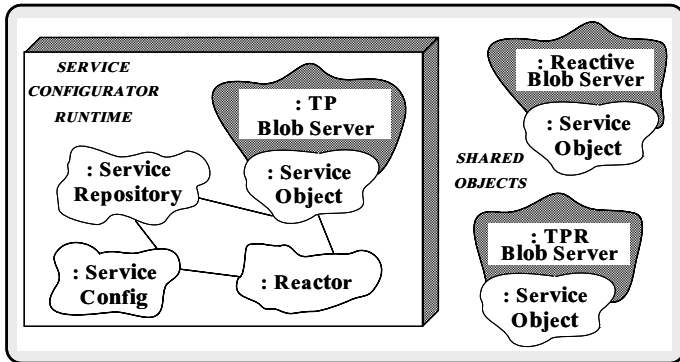 SERVICE
CONFIGURATOR
RUNTIME
: TP
Blob Server
: Service
Object
: Service
Repository
: Service
Config
: Reactor
: Reactive
Blob Server
: Service
Object
SHARED
OBJECTS
: TPR
Blob Server
: Service
Object